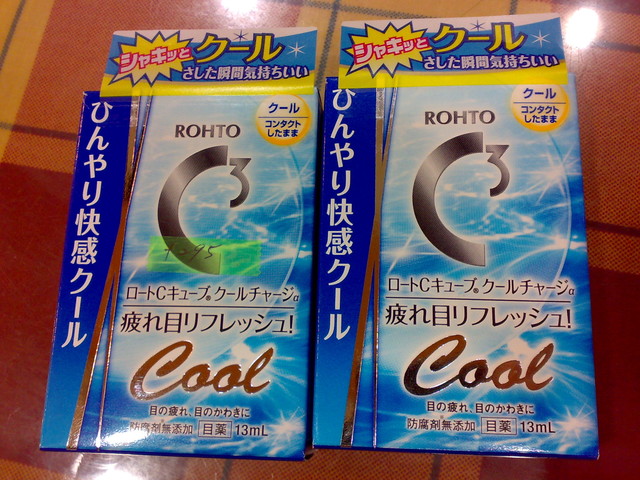 シャキッと
クール
さした瞬間気持ちいい
ひんやり快感クール
クール
コンタクト
したまま
ROHTO
C3
ロートCキューブ®クールチャージα
疲れ目リフレッシュ!
Cool
目の疲れ、目のかわきに
防腐剤無添加 目薬 13mL
シャキッと
クール
さした瞬間気持ちいい
ひんやり快感クール
クール
コンタクト
したまま
ROHTO
C3
ロートCキューブ®クールチャージα
疲れ目リフレッシュ!
Cool
目の疲れ、目のかわきに
防腐剤無添加 目薬 13mL